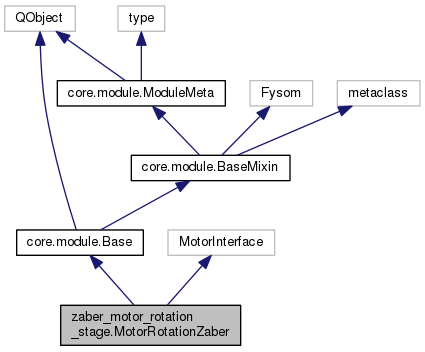 QObject
type
core.module.ModuleMeta
Fysom
metaclass
core.module.BaseMixin
core.module.Base
MotorInterface
zaber_motor_rotation
_stage.MotorRotationZaber